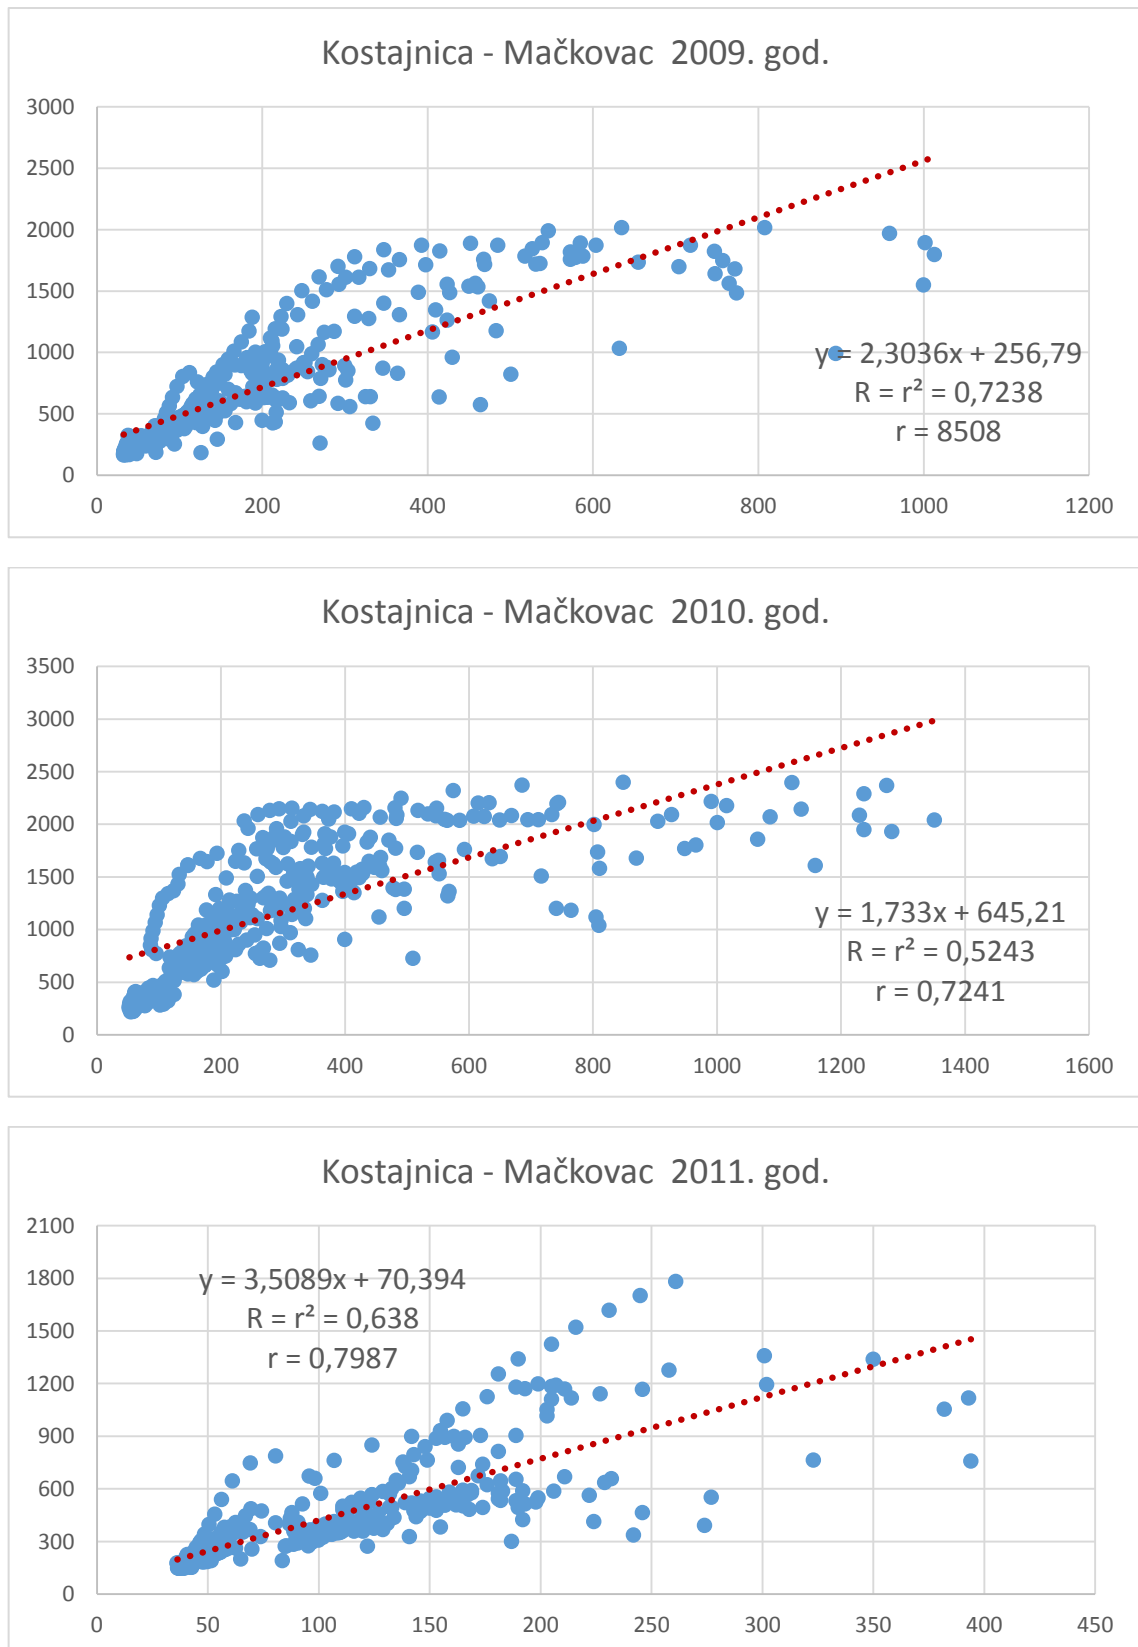 Kostajnica - Mačkovac  2009. god.
3000
2500
2000
1500
1000
500
0
y = 2,3036x + 256,79
R = r² = 0,7238
r = 8508
0 200 400 600 800 1000 1200
Kostajnica - Mačkovac  2010. god.
3500
3000
2500
2000
1500
1000
500
0
y = 1,733x + 645,21
R = r² = 0,5243
r = 0,7241
0 200 400 600 800 1000 1200 1400 1600
Kostajnica - Mačkovac  2011. god.
2100
1800
1500
1200
900
600
300
0
y = 3,5089x + 70,394
R = r² = 0,638
r = 0,7987
0 50 100 150 200 250 300 350 400 450